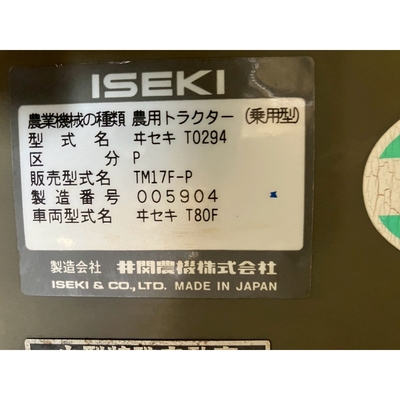 ISEKI
農業機械の種類 農用トラクター (乗用型)
型式名 ヰセキ T0294
区分 P
販売型式名 TM17F-P
製造番号 005904
車両型式名 ヰセキ T80F
製造会社 井関農機株式会社
ISEKI & CO., LTD. MADE IN JAPAN